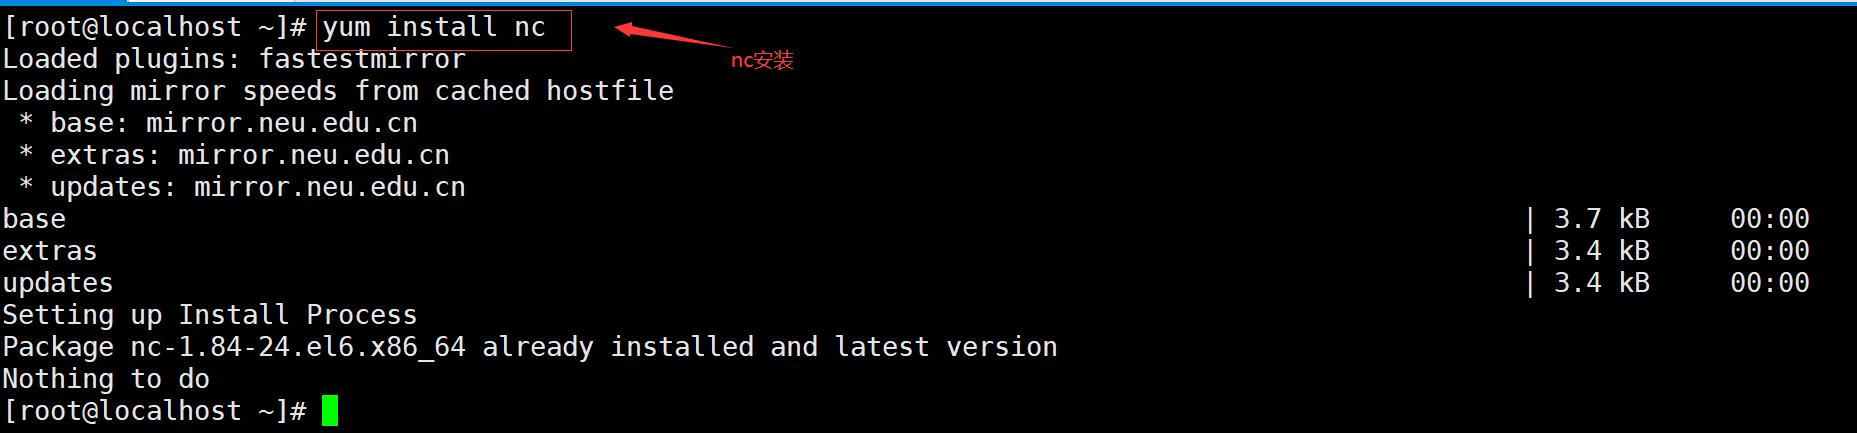 [root@localhost ~]# yum install nc
nc安装
Loaded plugins: fastestmirror
Loading mirror speeds from cached hostfile
 * base: mirror.neu.edu.cn
 * extras: mirror.neu.edu.cn
 * updates: mirror.neu.edu.cn
base | 3.7 kB 00:00
extras | 3.4 kB 00:00
updates | 3.4 kB 00:00
Setting up Install Process
Package nc-1.84-24.el6.x86_64 already installed and latest version
Nothing to do
[root@localhost ~]#